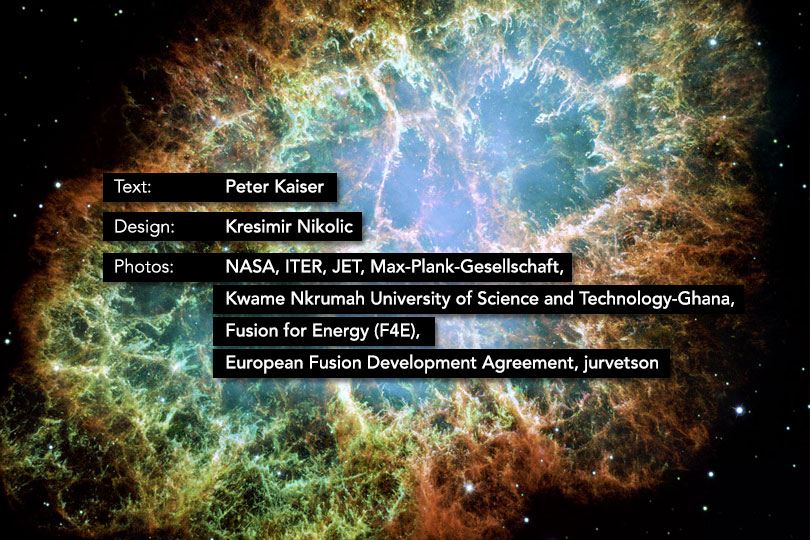 Text: Peter Kaiser
Design: Kresimir Nikolic
Photos: NASA, ITER, JET, Max-Plank-Gesellschaft,
Kwame Nkrumah University of Science and Technology-Ghana,
Fusion for Energy (F4E),
European Fusion Development Agreement, jurvetson